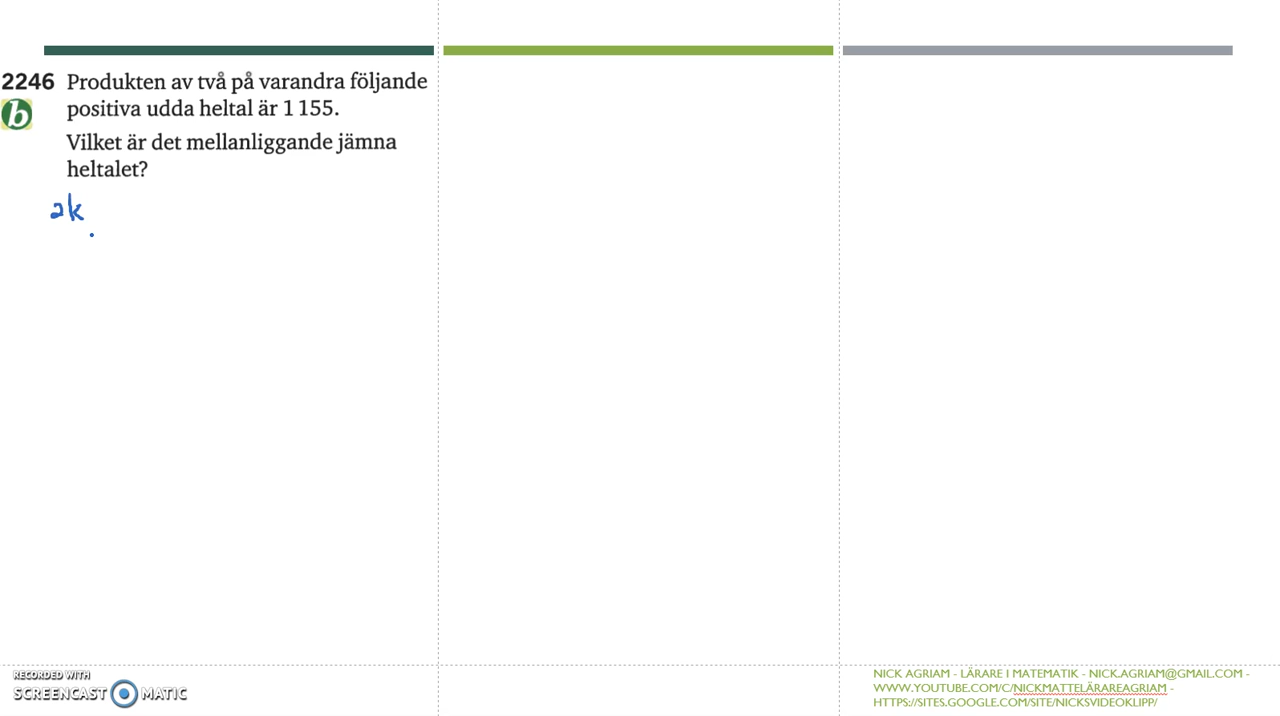 2246 Produkten av två på varandra följande
b positiva udda heltal är 1 155.
Vilket är det mellanliggande jämna
heltalet?
2k
RECORDED WITH
SCREENCAST MATIC
NICK AGRIAM - LÄRARE I MATEMATIK - NICK.AGRIAM@GMAIL.COM -
WWW.YOUTUBE.COM/C/NICKMATTELÄRAREAGRIAM -
HTTPS://SITES.GOOGLE.COM/SITE/NICKSVIDEOKLIPP/